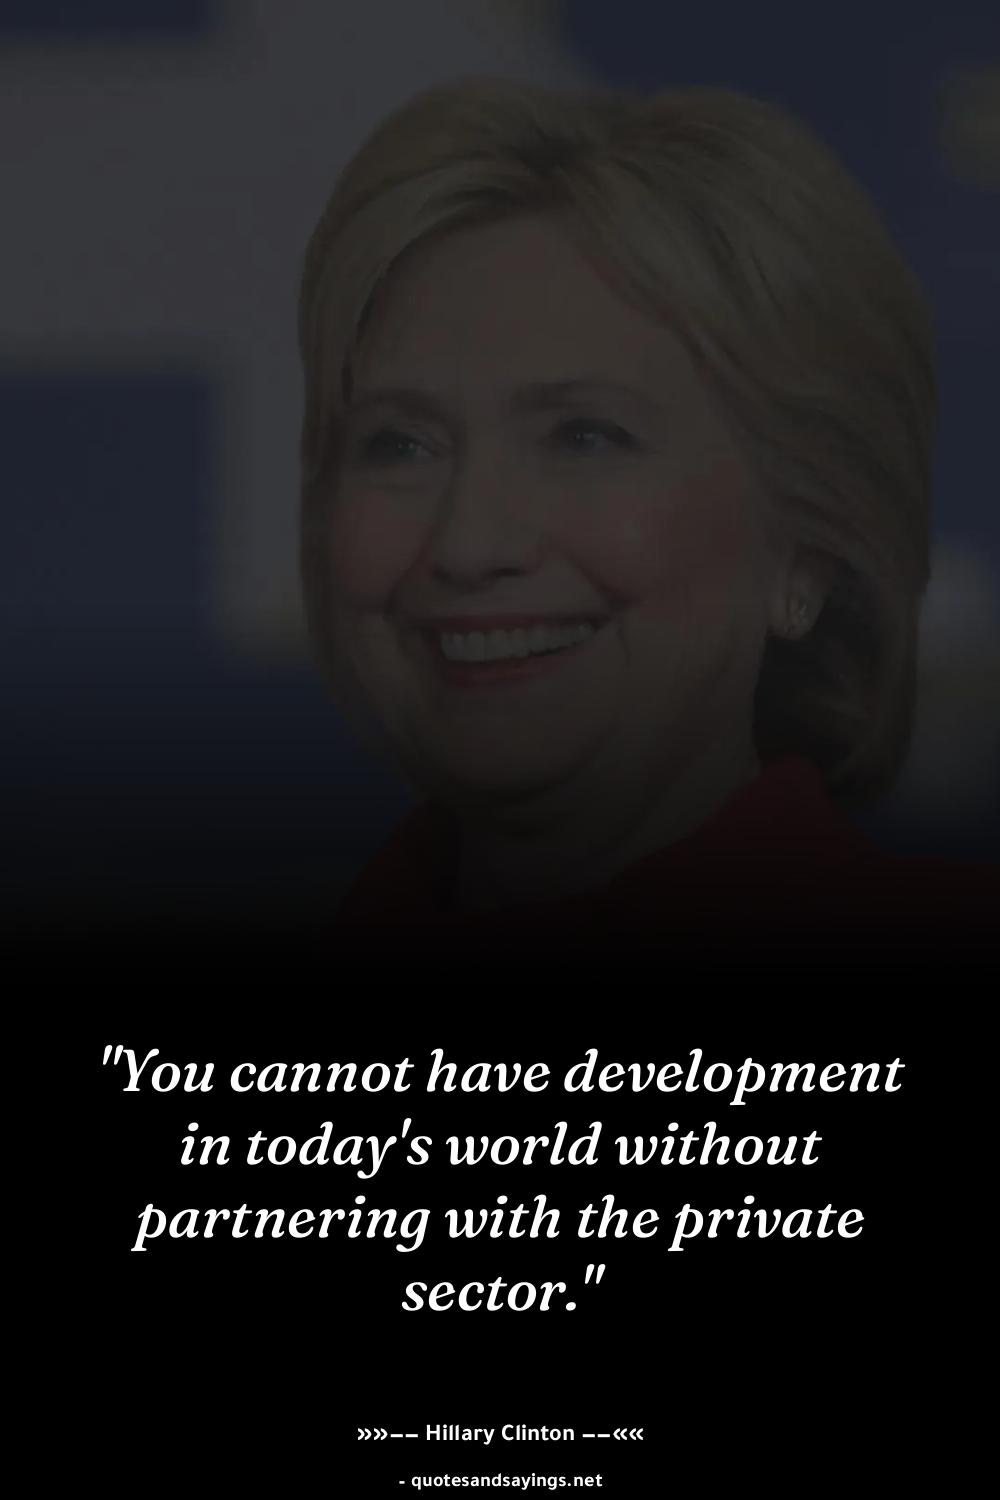 "You cannot have development
in today's world without
partnering with the private
sector."
»»−− Hillary Clinton −−««
- quotesandsayings.net